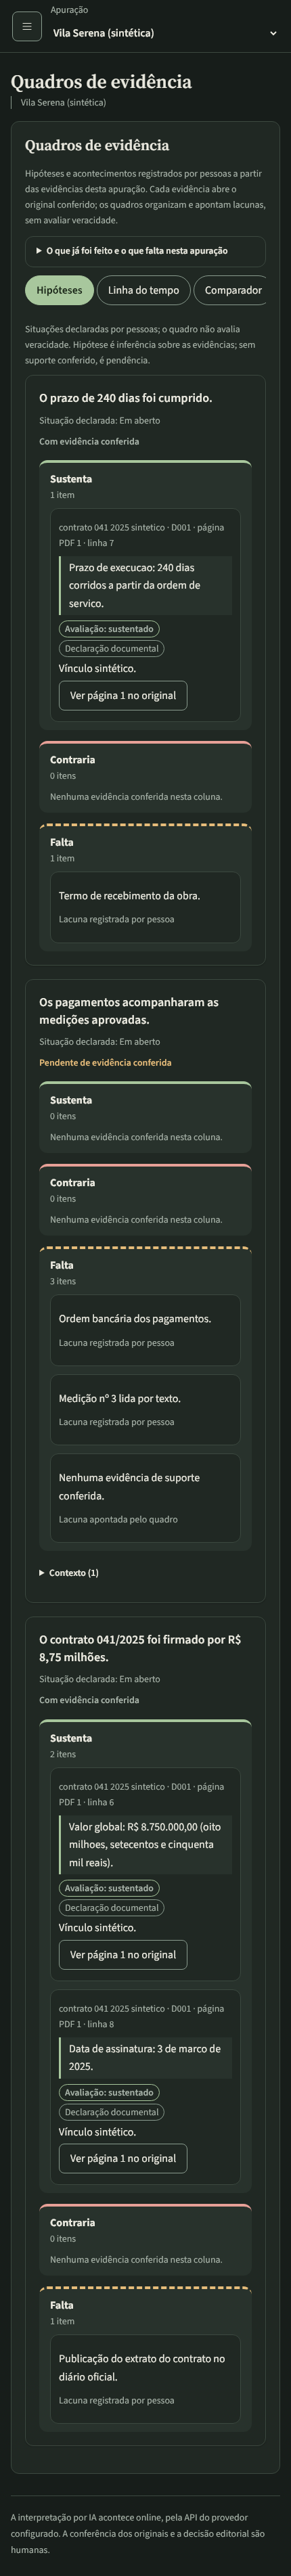 Apuração
Vila Serena (sintética)
Quadros de evidência
Vila Serena (sintética)
Quadros de evidência
Hipóteses e acontecimentos registrados por pessoas a partir
das evidências desta apuração. Cada evidência abre o
original conferido; os quadros organizam e apontam lacunas,
sem avaliar veracidade.
O que já foi feito e o que falta nesta apuração
Hipóteses
Linha do tempo
Comparador
Situações declaradas por pessoas; o quadro não avalia
veracidade. Hipótese é inferência sobre as evidências; sem
suporte conferido, é pendência.
O prazo de 240 dias foi cumprido.
Situação declarada: Em aberto
Com evidência conferida
Sustenta
1 item
contrato 041 2025 sintetico · D001 · página
PDF 1 · linha 7
Prazo de execucao: 240 dias
corridos a partir da ordem de
servico.
Avaliação: sustentado
Declaração documental
Vínculo sintético.
Ver página 1 no original
Contraria
0 itens
Nenhuma evidência conferida nesta coluna.
Falta
1 item
Termo de recebimento da obra.
Lacuna registrada por pessoa
Os pagamentos acompanharam as
medições aprovadas.
Situação declarada: Em aberto
Pendente de evidência conferida
Sustenta
0 itens
Nenhuma evidência conferida nesta coluna.
Contraria
0 itens
Nenhuma evidência conferida nesta coluna.
Falta
3 itens
Ordem bancária dos pagamentos.
Lacuna registrada por pessoa
Medição nº 3 lida por texto.
Lacuna registrada por pessoa
Nenhuma evidência de suporte
conferida.
Lacuna apontada pelo quadro
Contexto (1)
O contrato 041/2025 foi firmado por R$
8,75 milhões.
Situação declarada: Em aberto
Com evidência conferida
Sustenta
2 itens
contrato 041 2025 sintetico · D001 · página
PDF 1 · linha 6
Valor global: R$ 8.750.000,00 (oito
milhoes, setecentos e cinquenta
mil reais).
Avaliação: sustentado
Declaração documental
Vínculo sintético.
Ver página 1 no original
contrato 041 2025 sintetico · D001 · página
PDF 1 · linha 8
Data de assinatura: 3 de marco de
2025.
Avaliação: sustentado
Declaração documental
Vínculo sintético.
Ver página 1 no original
Contraria
0 itens
Nenhuma evidência conferida nesta coluna.
Falta
1 item
Publicação do extrato do contrato no
diário oficial.
Lacuna registrada por pessoa
A interpretação por IA acontece online, pela API do provedor
configurado. A conferência dos originais e a decisão editorial são
humanas.